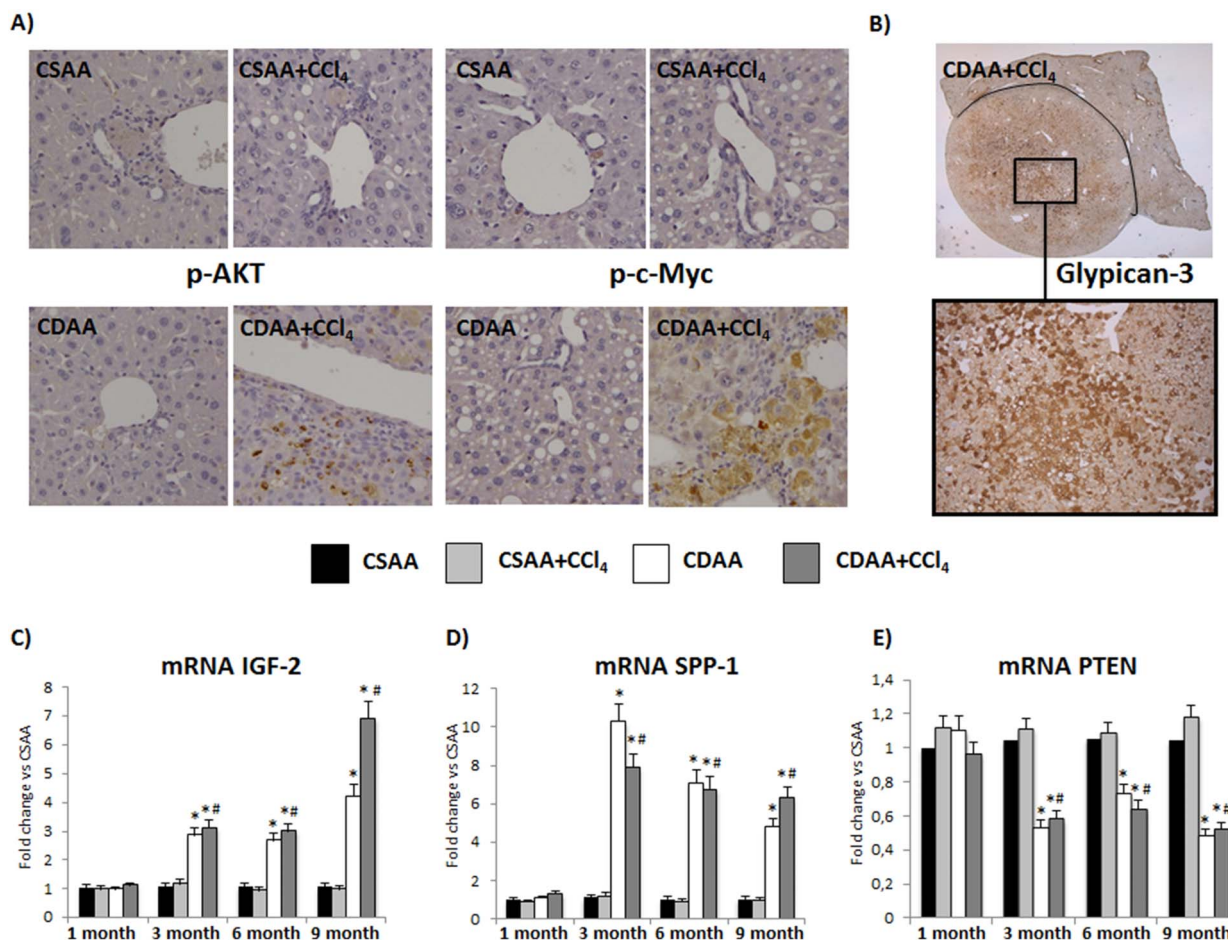 A)
B)
CSAA
CSAA+CCl₄
CSAA
CSAA+CCl₄
CDAA+CCl₄
p-AKT
p-c-Myc
Glypican-3
CDAA
CDAA+CCl₄
CDAA
CDAA+CCl₄
CSAA
CSAA+CCl₄
CDAA
CDAA+CCl₄
C)
mRNA IGF-2
Fold change vs CSAA
8
7
6
5
4
3
2
1
0
* *#
* *#
* * #
1 month 3 month 6 month 9 month
D)
mRNA SPP-1
Fold change vs CSAA
12
10
8
6
4
2
0
* *#
* *#
* *#
1 month 3 month 6 month 9 month
E)
mRNA PTEN
Fold change vs CSAA
1,4
1,2
1
0,8
0,6
0,4
0,2
0
* *#
* *#
* *#
1 month 3 month 6 month 9 month